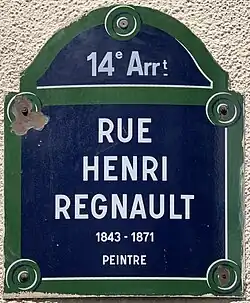 14e Arrt
RUE
HENRI
REGNAULT
1843 - 1871
PEINTRE